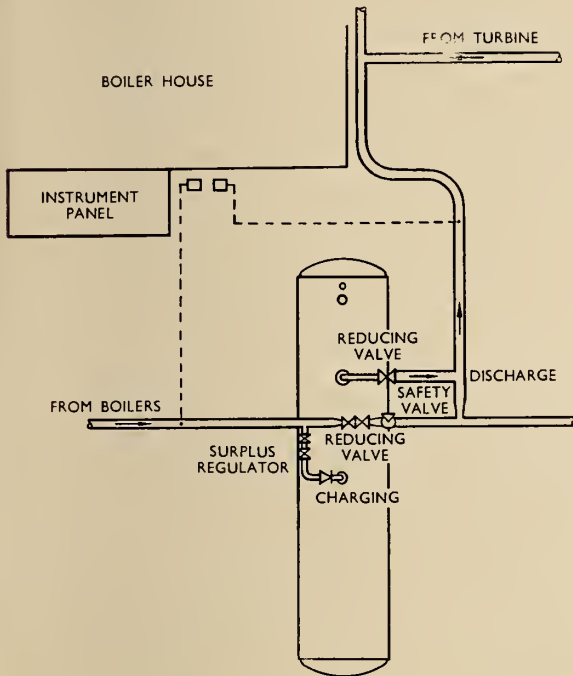 FROM TURBINE
BOILER HOUSE
INSTRUMENT
PANEL
REDUCING
VALVE
DISCHARGE
SAFETY
VALVE
FROM BOILERS
REDUCING
VALVE
SURPLUS
REGULATOR
CHARGING